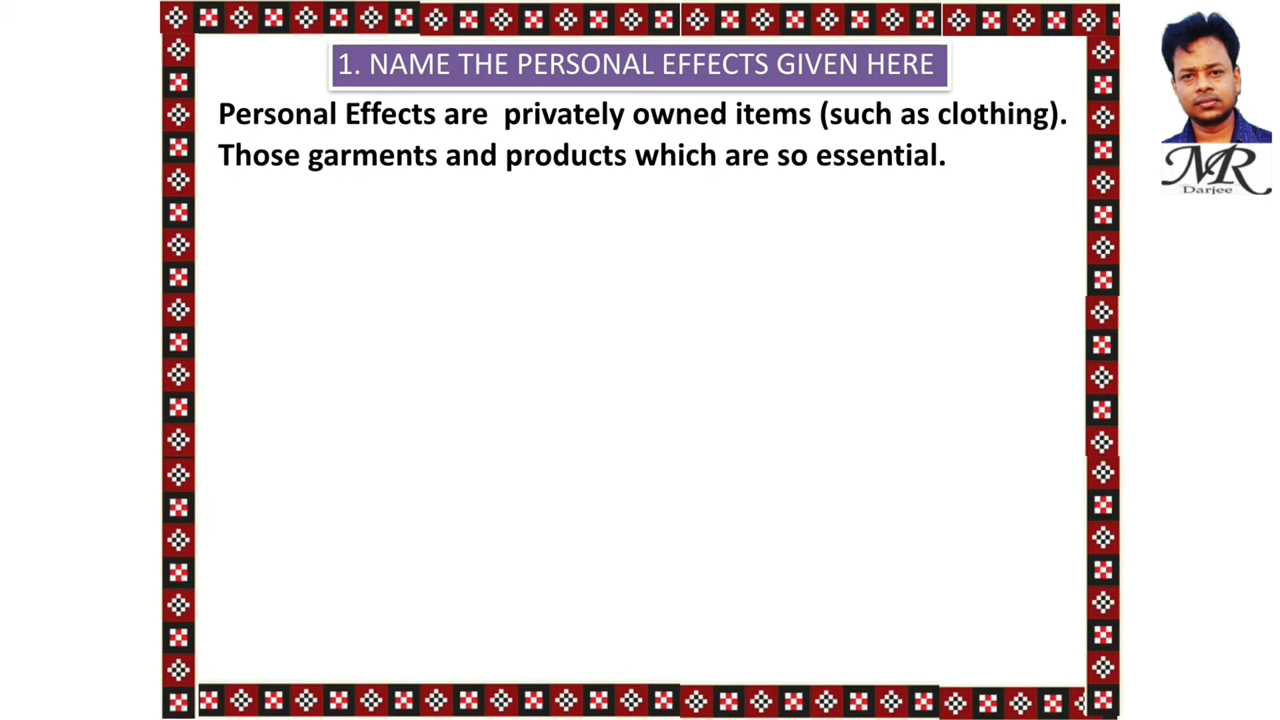 1. NAME THE PERSONAL EFFECTS GIVEN HERE
Personal Effects are privately owned items (such as clothing).
Those garments and products which are so essential.
MR
Darjee